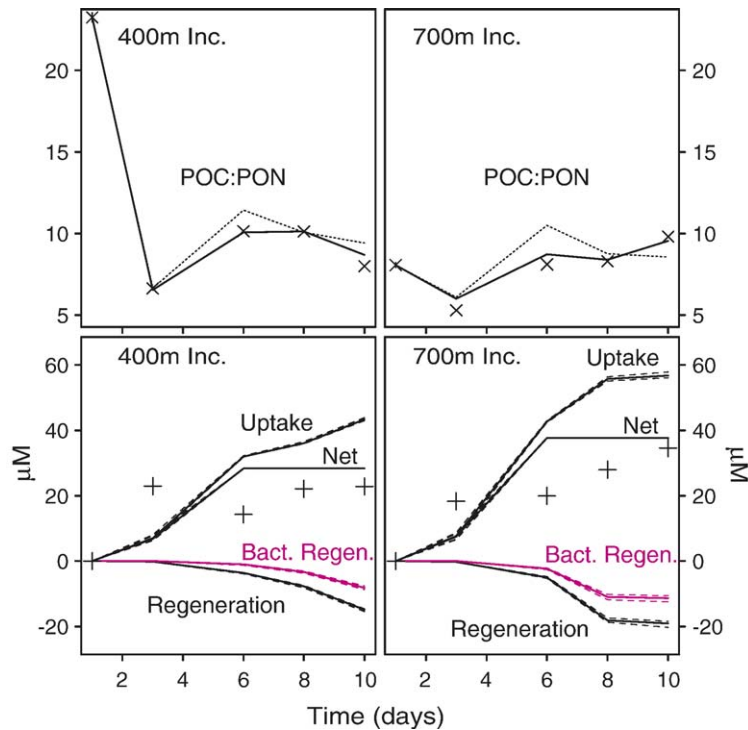 400m Inc.
700m Inc.
20
20
15
15
POC:PON
POC:PON
10
10
5
5
400m Inc.
700m Inc.
60
60
Uptake
Uptake
40
40
Net
Net
µM
µM
20
20
Bact. Regen.
Bact. Regen.
0
0
Regeneration
Regeneration
-20
-20
2 4 6 8 10
2 4 6 8 10
Time (days)